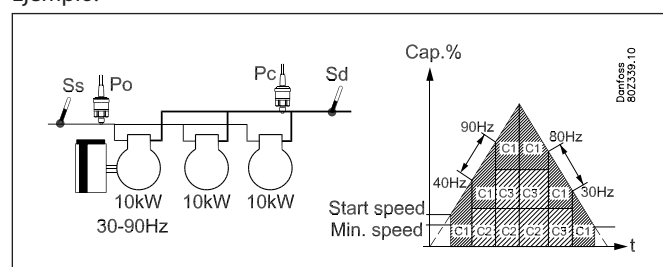 Ejemplo:
Ss Po Pc Sd
10kW 10kW 10kW
30-90Hz
Cap.%
Danfoss
80Z339.10
90Hz 80Hz
C1 C1
40Hz 30Hz
C1 C3 C3 C1
Start speed
Min. speed
C1 C2 C2 C2 C3 C1
t